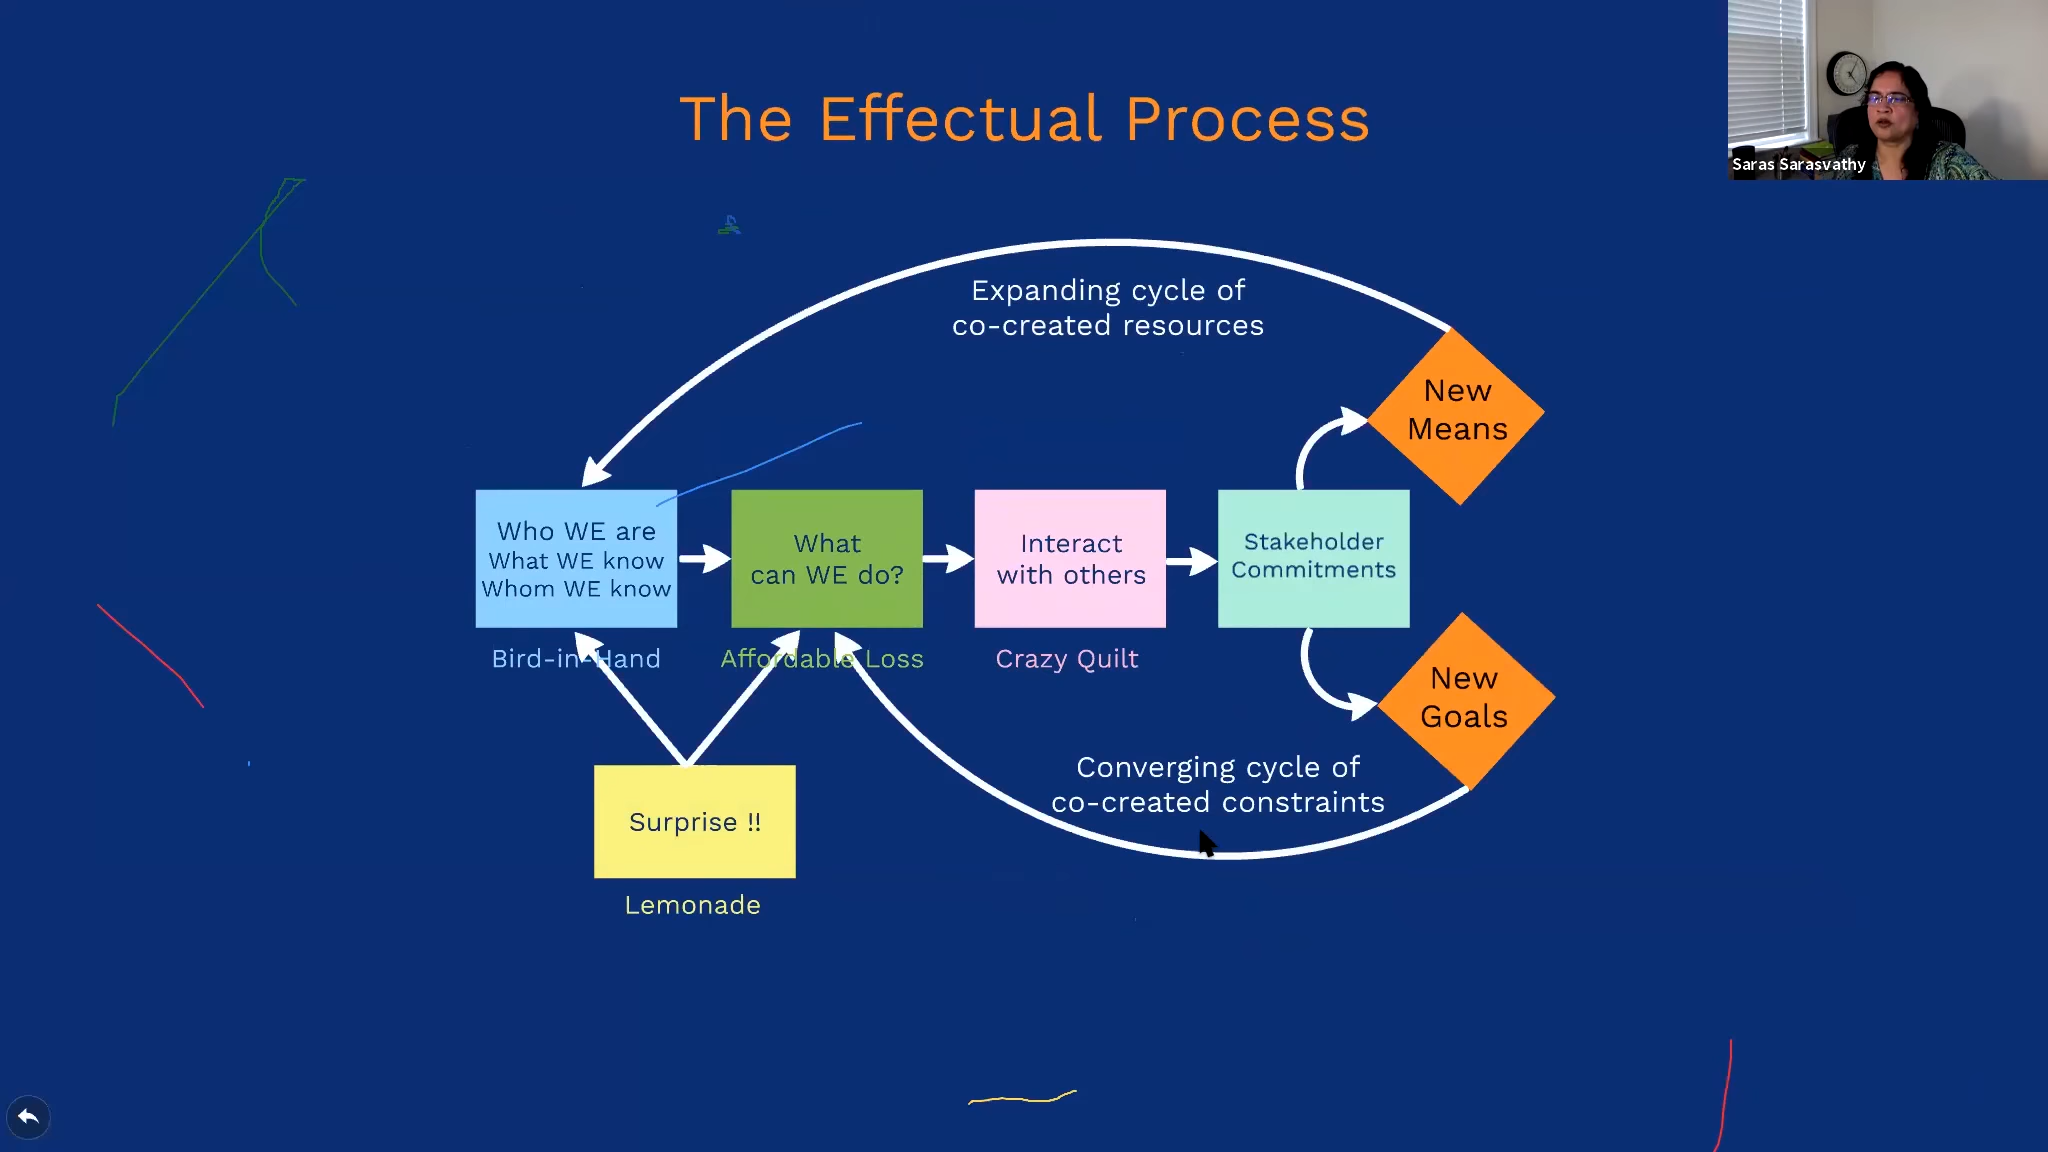 The Effectual Process
Saras Sarasvathy
Expanding cycle of
co-created resources
New
Means
Who WE are
What WE know
Whom WE know
What
can WE do?
Interact
with others
Stakeholder
Commitments
Bird-in-Hand
Affordable Loss
Crazy Quilt
New
Goals
Converging cycle of
co-created constraints
Surprise !!
Lemonade